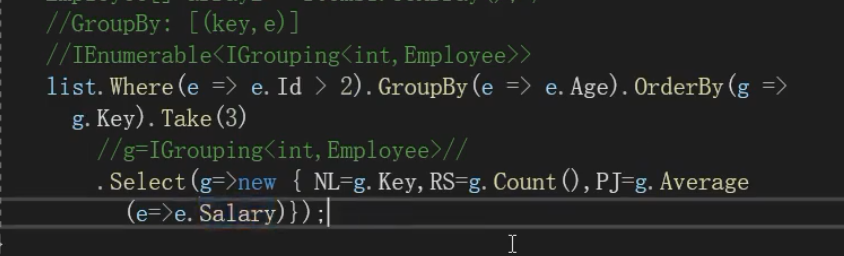 //GroupBy: [(key,e)]
//IEnumerable<IGrouping<int,Employee>>
list.Where(e => e.Id > 2).GroupBy(e => e.Age).OrderBy(g =>
g.Key).Take(3)
//g=IGrouping<int,Employee>//
.Select(g=>new { NL=g.Key,RS=g.Count(),PJ=g.Average
(e=>e.Salary)});